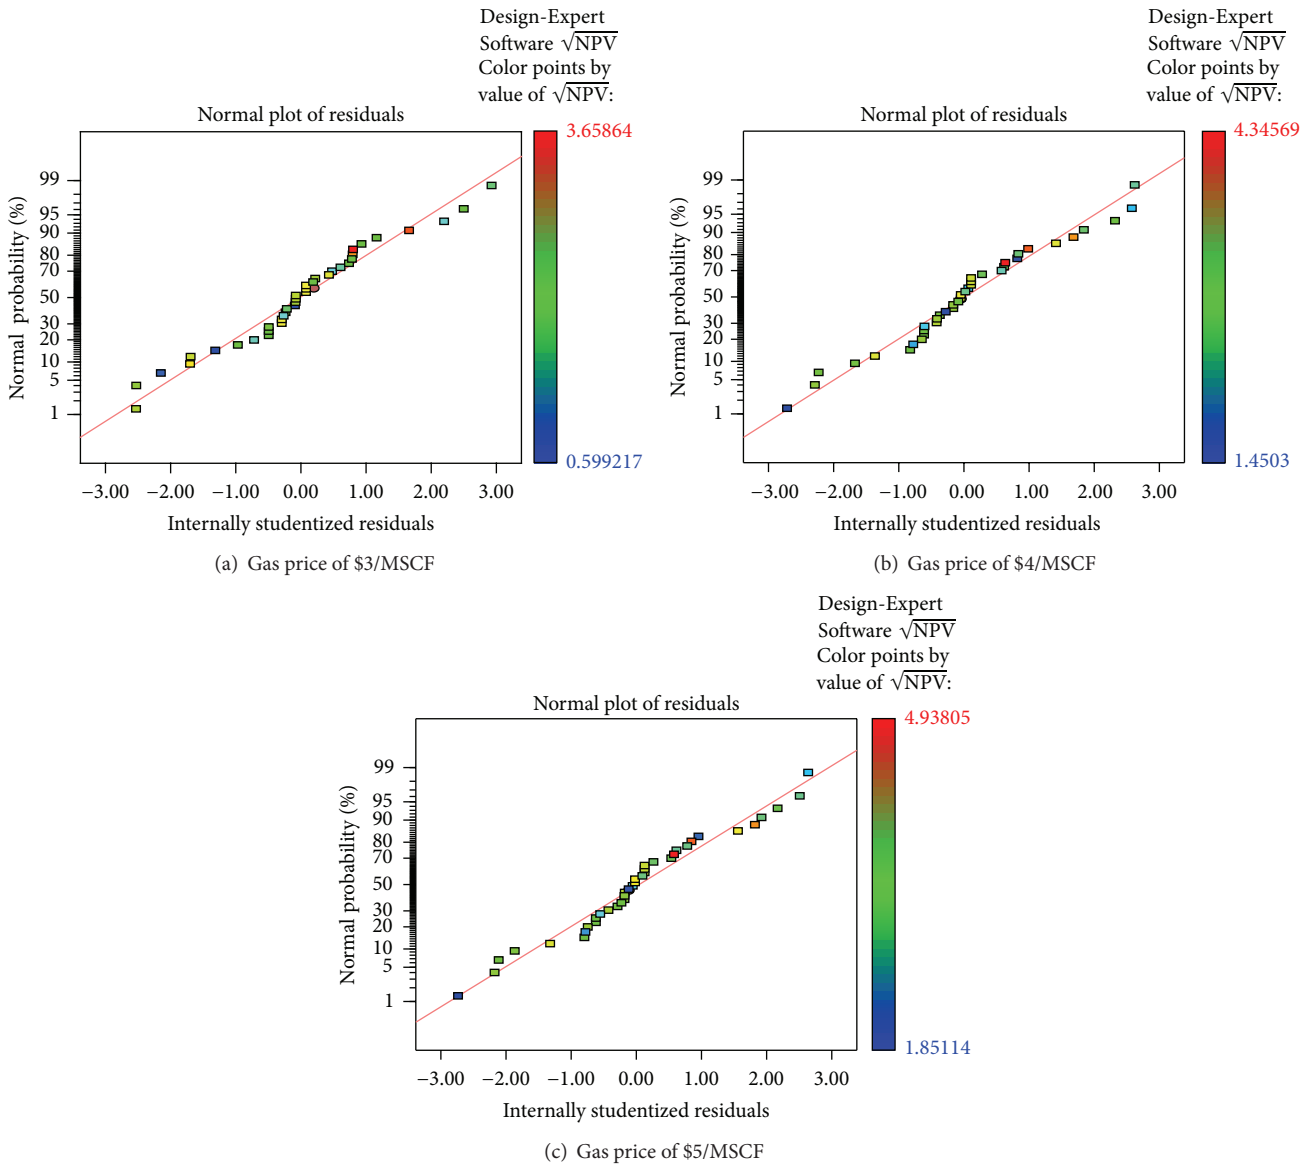 Design-Expert
Software √NPV
Color points by
value of √NPV:
Normal plot of residuals
3.65864
0.599217
Normal probability (%)
99
95
90
80
70
50
30
20
10
5
1
−3.00 −2.00 −1.00 0.00 1.00 2.00 3.00
Internally studentized residuals
(a) Gas price of $3/MSCF
Design-Expert
Software √NPV
Color points by
value of √NPV:
Normal plot of residuals
4.34569
1.4503
Normal probability (%)
99
95
90
80
70
50
30
20
10
5
1
−3.00 −2.00 −1.00 0.00 1.00 2.00 3.00
Internally studentized residuals
(b) Gas price of $4/MSCF
Design-Expert
Software √NPV
Color points by
value of √NPV:
Normal plot of residuals
4.93805
1.85114
Normal probability (%)
99
95
90
80
70
50
30
20
10
5
1
−3.00 −2.00 −1.00 0.00 1.00 2.00 3.00
Internally studentized residuals
(c) Gas price of $5/MSCF